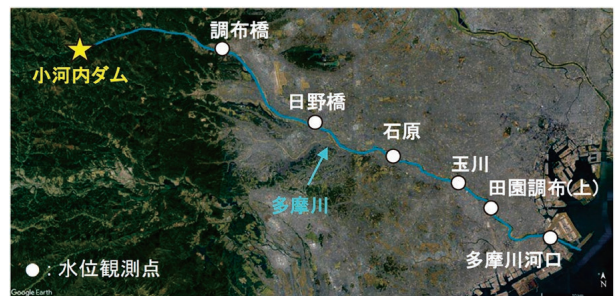 調布橋
小河内ダム
日野橋
石原
玉川
多摩川
田園調布(上)
多摩川河口
●:水位観測点
Google Earth
N